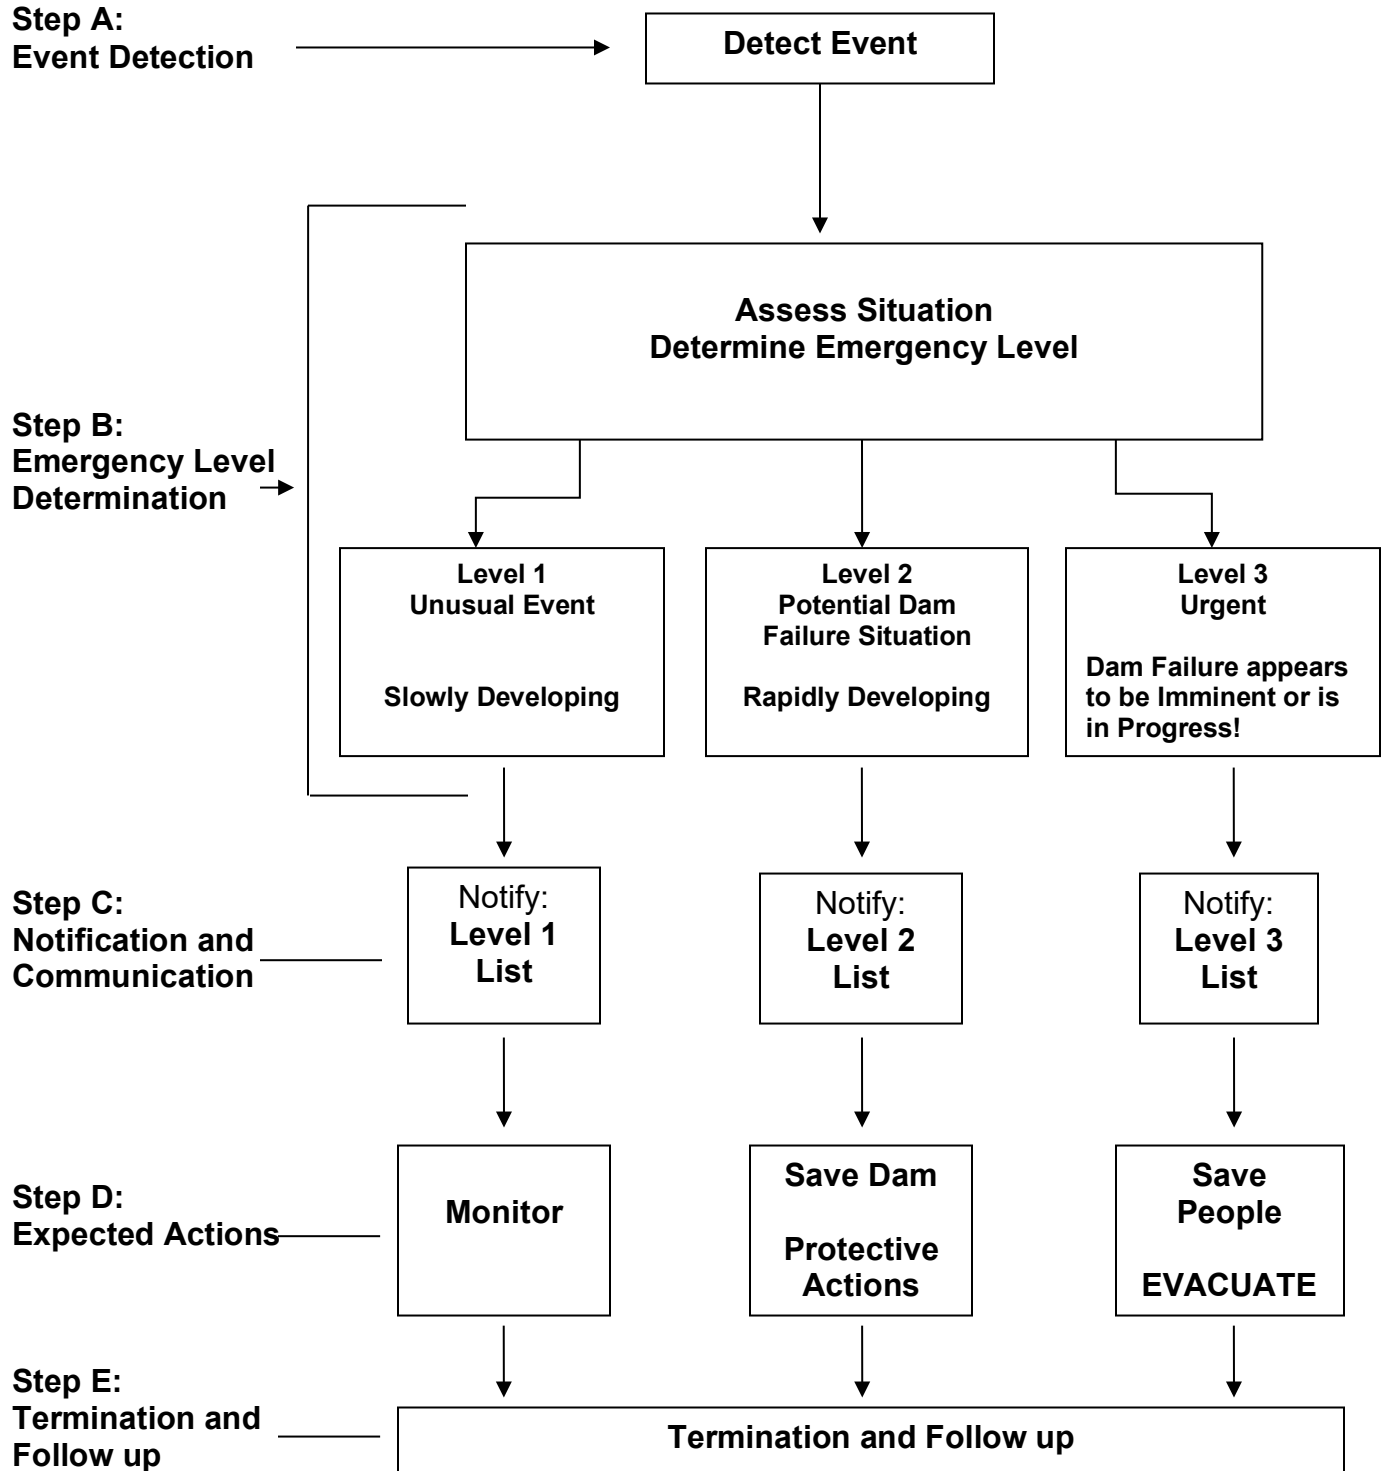 Step A:
Event Detection
Detect Event
Assess Situation
Determine Emergency Level
Step B:
Emergency Level
Determination
Level 1
Unusual Event
Slowly Developing
Level 2
Potential Dam
Failure Situation
Rapidly Developing
Level 3
Urgent
Dam Failure appears
to be Imminent or is
in Progress!
Step C:
Notification and
Communication
Notify:
Level 1
List
Notify:
Level 2
List
Notify:
Level 3
List
Step D:
Expected Actions
Monitor
Save Dam
Protective
Actions
Save
People
EVACUATE
Step E:
Termination and
Follow up
Termination and Follow up